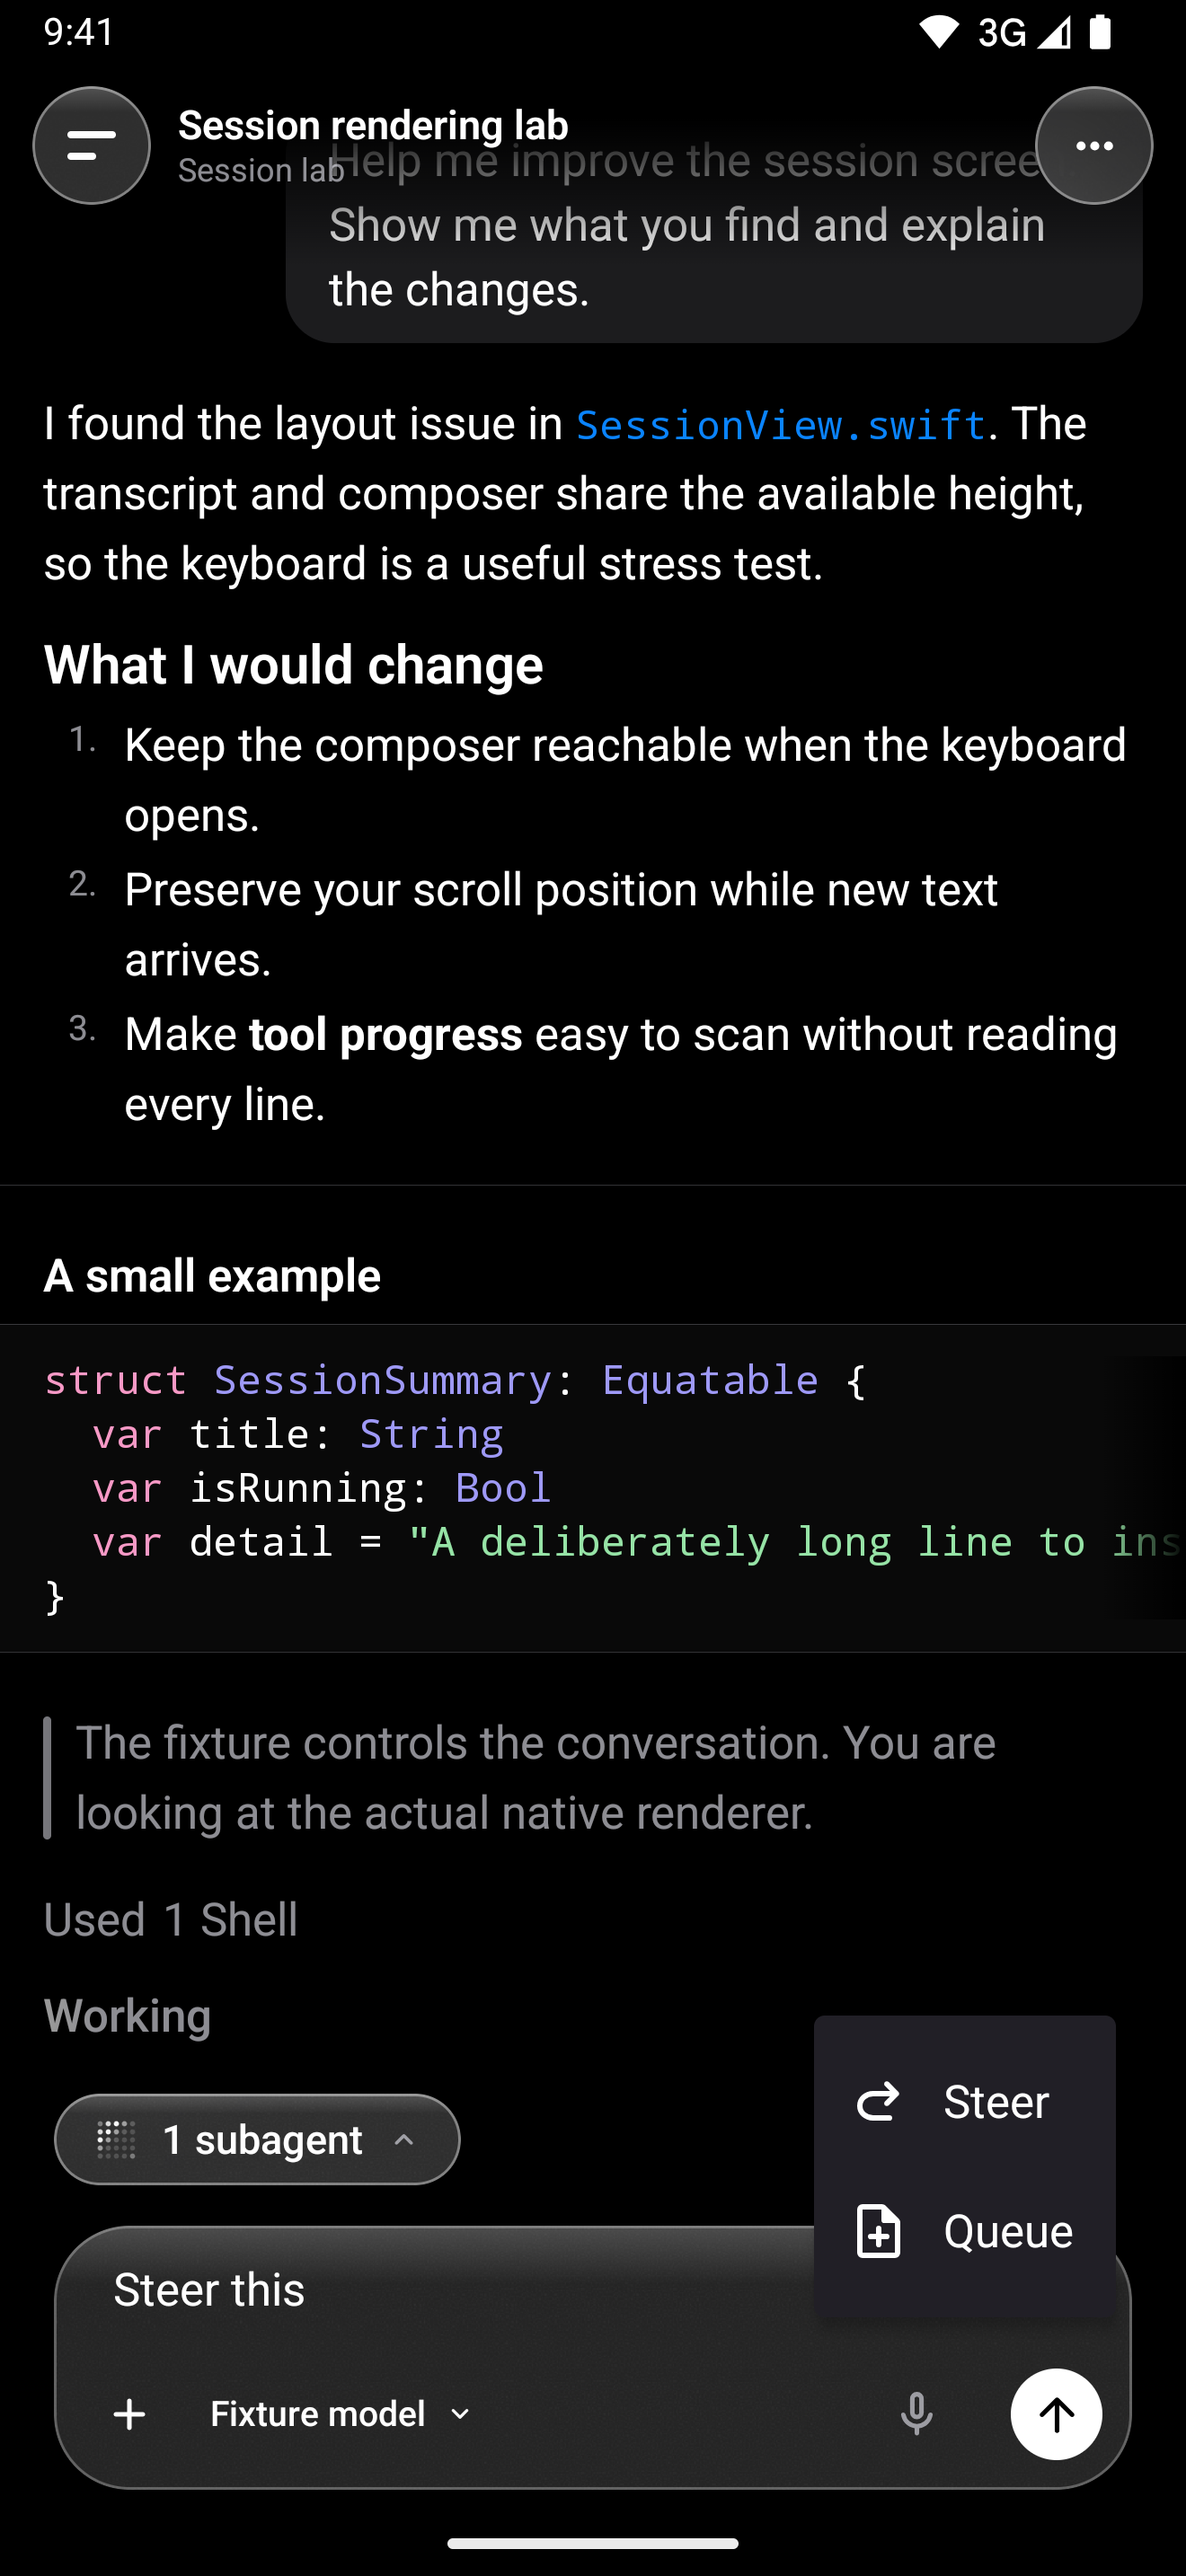 9:41
3G
Session rendering lab
Session lab
Help me improve the session screen.
Show me what you find and explain
the changes.
I found the layout issue in SessionView.swift. The
transcript and composer share the available height,
so the keyboard is a useful stress test.
What I would change
1. Keep the composer reachable when the keyboard
opens.
2. Preserve your scroll position while new text
arrives.
3. Make tool progress easy to scan without reading
every line.
A small example
struct SessionSummary: Equatable {
  var title: String
  var isRunning: Bool
  var detail = "A deliberately long line to ins
}
The fixture controls the conversation. You are
looking at the actual native renderer.
Used 1 Shell
Working
1 subagent
Steer
Queue
Steer this
Fixture model